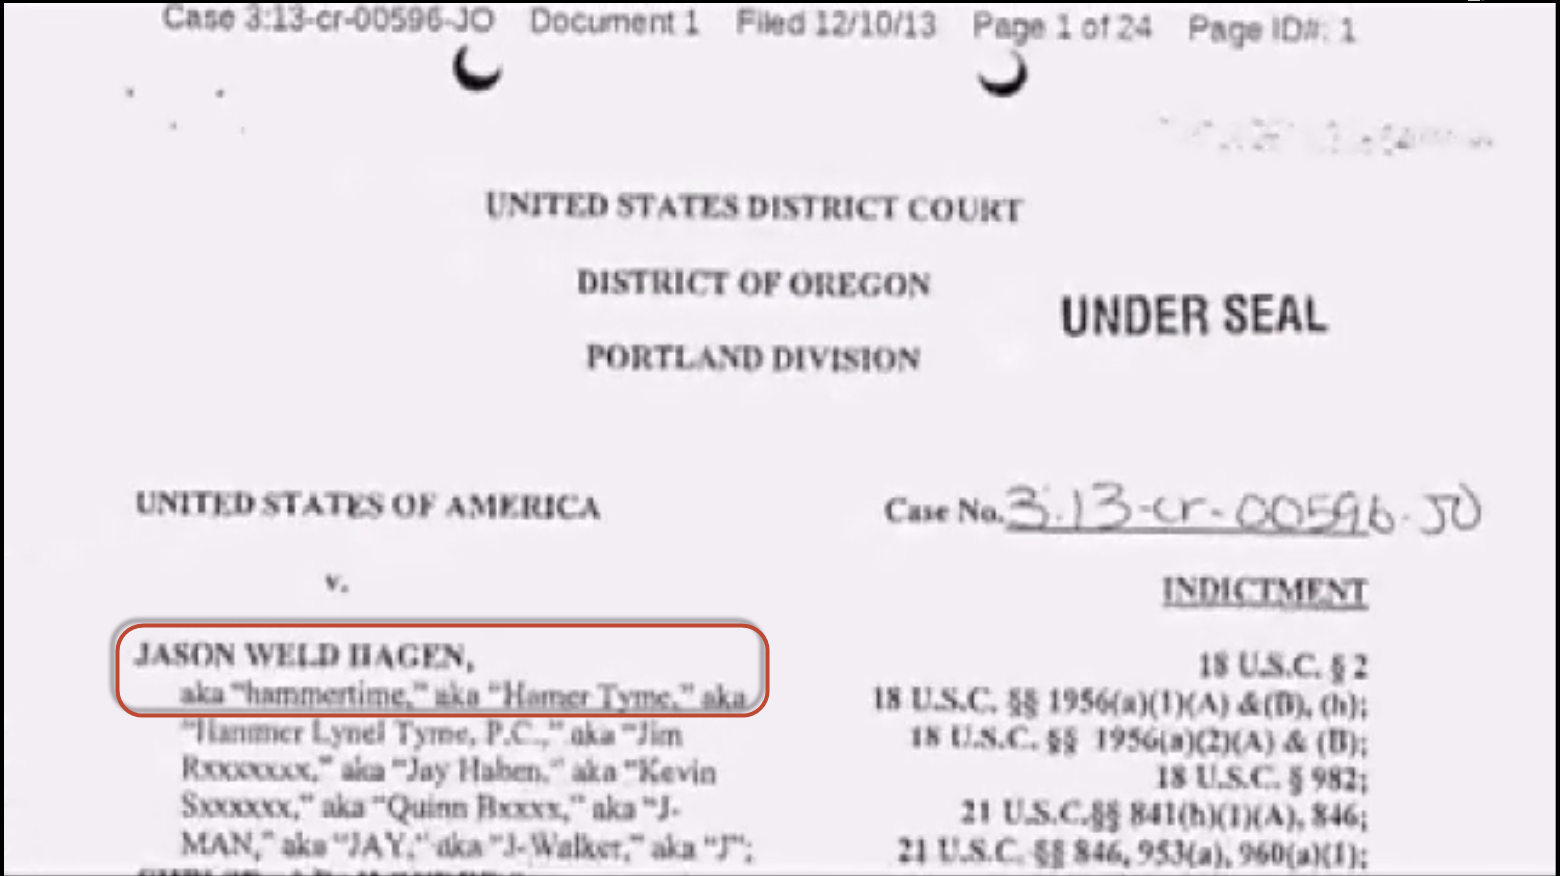 Case 3:13-cr-00596-JO Document 1 Filed 12/10/13 Page 1 of 24 Page ID#: 1
UNITED STATES DISTRICT COURT
DISTRICT OF OREGON
UNDER SEAL
PORTLAND DIVISION
UNITED STATES OF AMERICA
Case No. 3:13-cr-00596-JO
v.
INDICTMENT
JASON WELD HAGEN,
18 U.S.C. § 2
aka "hammertime," aka "Hamer Tyme," aka
18 U.S.C. §§ 1956(a)(1)(A) &(B), (h);
"Hammer Lynel Tyme, P.C.," aka "Jim
18 U.S.C. §§ 1956(a)(2)(A) & (B);
Rxxxxxxx," aka "Jay Haben," aka "Kevin
18 U.S.C. § 982;
Sxxxxxx," aka "Quinn Bxxxx," aka "J-
21 U.S.C.§§ 841(h)(1)(A), 846;
MAN," aka "JAY," aka "J-Walker," aka "J";
21 U.S.C. §§ 846, 953(a), 960(a)(1);